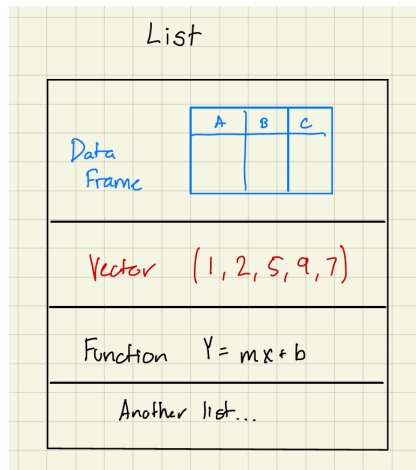 List
A B C
Data
Frame
Vector (1, 2, 5, 9, 7)
Function Y = mx + b
Another list...